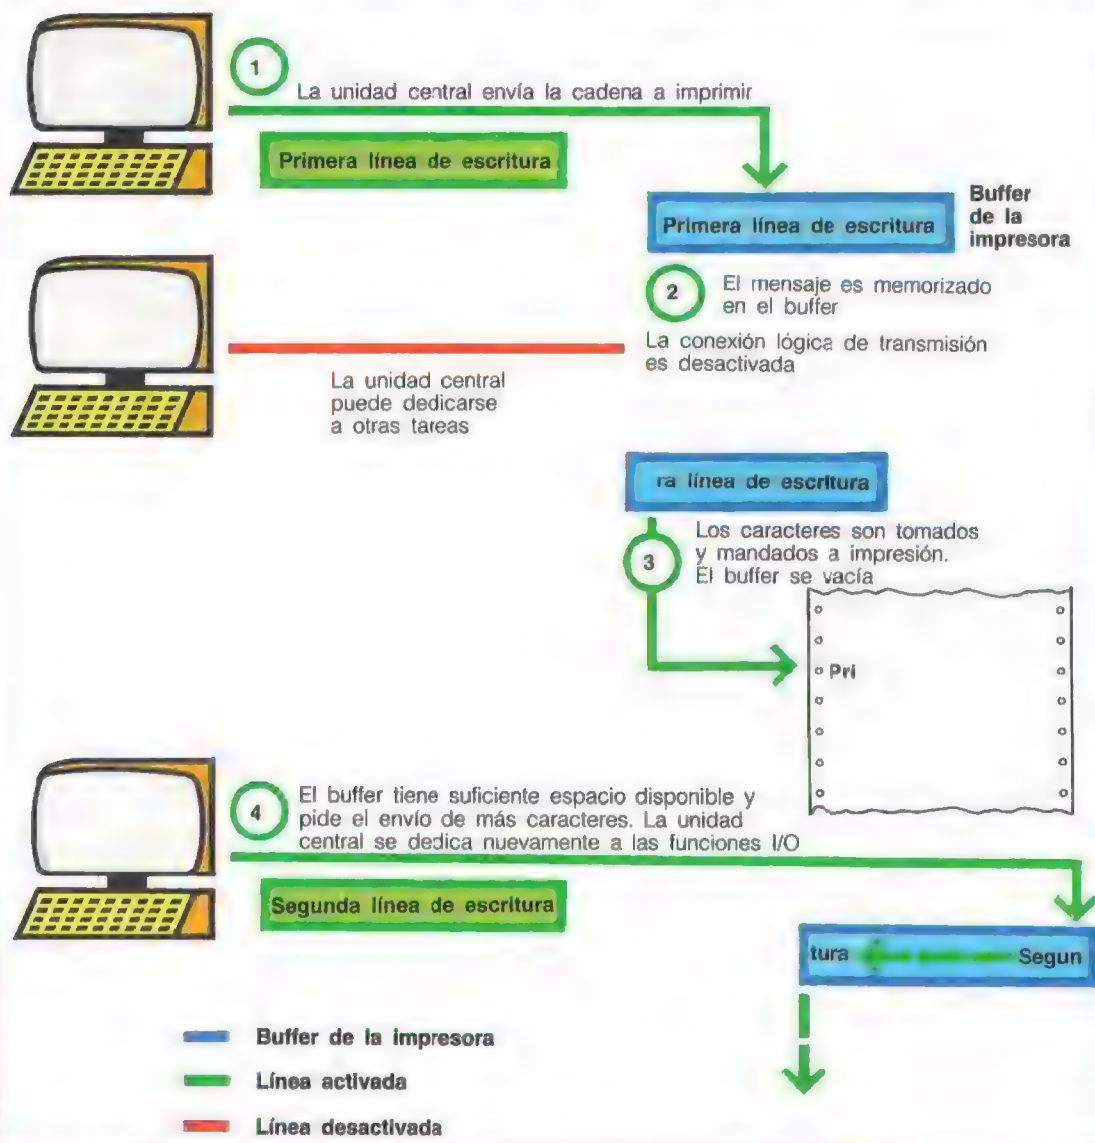 1
La unidad central envía la cadena a imprimir
Primera línea de escritura
Primera línea de escritura
Buffer
de la
impresora
2
El mensaje es memorizado
en el buffer
La conexión lógica de transmisión
es desactivada
La unidad central
puede dedicarse
a otras tareas
ra línea de escritura
3
Los caracteres son tomados
y mandados a impresión.
El buffer se vacía
Pri
4
El buffer tiene suficiente espacio disponible y
pide el envío de más caracteres. La unidad
central se dedica nuevamente a las funciones I/O
Segunda línea de escritura
tura
Segun
Buffer de la impresora
Línea activada
Línea desactivada